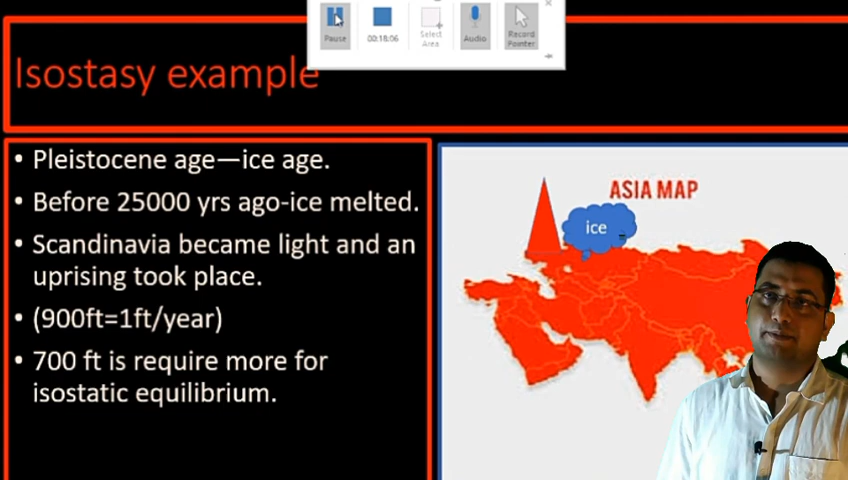 Pause
00:18:06
Select
Area
Audio
Record
Pointer
Isostasy example
• Pleistocene age—ice age.
• Before 25000 yrs ago-ice melted.
• Scandinavia became light and an
uprising took place.
• (900ft=1ft/year)
• 700 ft is require more for
isostatic equilibrium.
ASIA MAP
ice